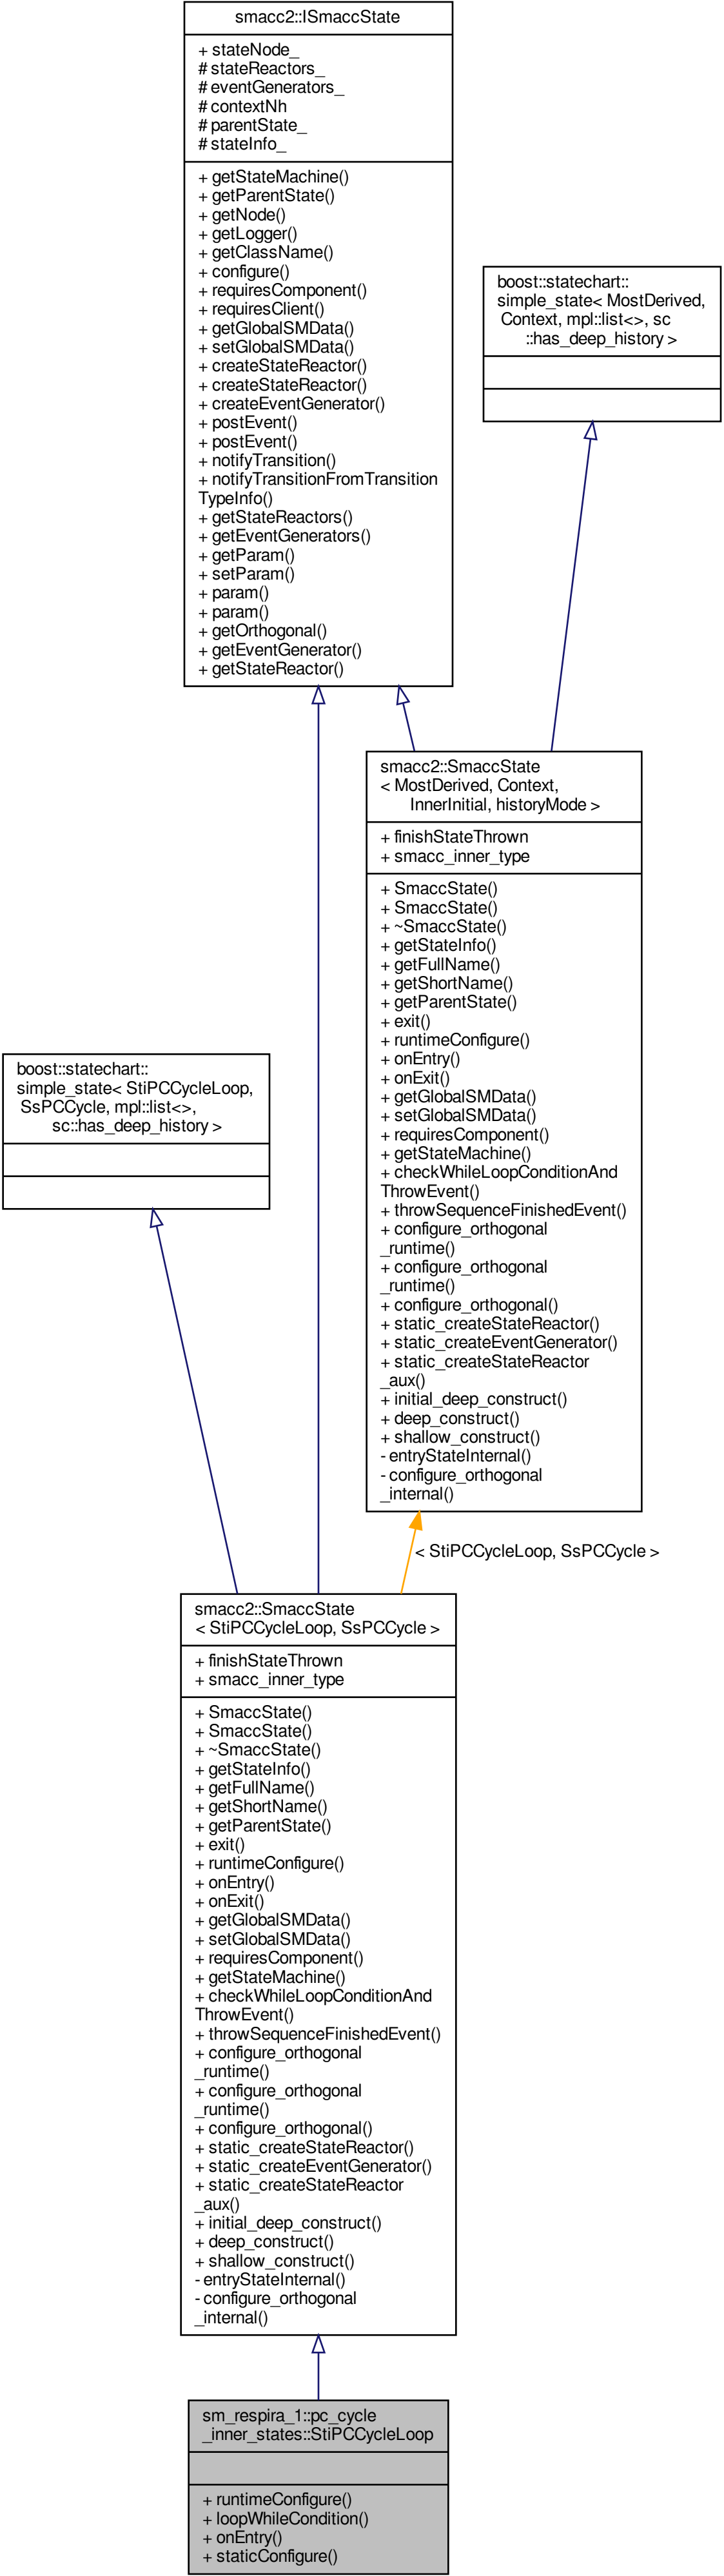 smacc2::ISmaccState
+ stateNode_
# stateReactors_
# eventGenerators_
# contextNh
# parentState_
# stateInfo_
+ getStateMachine()
+ getParentState()
+ getNode()
+ getLogger()
+ getClassName()
+ configure()
+ requiresComponent()
+ requiresClient()
+ getGlobalSMData()
+ setGlobalSMData()
+ createStateReactor()
+ createStateReactor()
+ createEventGenerator()
+ postEvent()
+ postEvent()
+ notifyTransition()
+ notifyTransitionFromTransition
TypeInfo()
+ getStateReactors()
+ getEventGenerators()
+ getParam()
+ setParam()
+ param()
+ param()
+ getOrthogonal()
+ getEventGenerator()
+ getStateReactor()
boost::statechart::
simple_state< MostDerived,
Context, mpl::list<>, sc
::has_deep_history >
smacc2::SmaccState
< MostDerived, Context,
InnerInitial, historyMode >
+ finishStateThrown
+ smacc_inner_type
+ SmaccState()
+ SmaccState()
+ ~SmaccState()
+ getStateInfo()
+ getFullName()
+ getShortName()
+ getParentState()
+ exit()
+ runtimeConfigure()
+ onEntry()
+ onExit()
+ getGlobalSMData()
+ setGlobalSMData()
+ requiresComponent()
+ getStateMachine()
+ checkWhileLoopConditionAnd
ThrowEvent()
+ throwSequenceFinishedEvent()
+ configure_orthogonal
_runtime()
+ configure_orthogonal
_runtime()
+ configure_orthogonal()
+ static_createStateReactor()
+ static_createEventGenerator()
+ static_createStateReactor
_aux()
+ initial_deep_construct()
+ deep_construct()
+ shallow_construct()
- entryStateInternal()
- configure_orthogonal
_internal()
boost::statechart::
simple_state< StiPCCycleLoop,
SsPCCycle, mpl::list<>,
sc::has_deep_history >
< StiPCCycleLoop, SsPCCycle >
smacc2::SmaccState
< StiPCCycleLoop, SsPCCycle >
+ finishStateThrown
+ smacc_inner_type
+ SmaccState()
+ SmaccState()
+ ~SmaccState()
+ getStateInfo()
+ getFullName()
+ getShortName()
+ getParentState()
+ exit()
+ runtimeConfigure()
+ onEntry()
+ onExit()
+ getGlobalSMData()
+ setGlobalSMData()
+ requiresComponent()
+ getStateMachine()
+ checkWhileLoopConditionAnd
ThrowEvent()
+ throwSequenceFinishedEvent()
+ configure_orthogonal
_runtime()
+ configure_orthogonal
_runtime()
+ configure_orthogonal()
+ static_createStateReactor()
+ static_createEventGenerator()
+ static_createStateReactor
_aux()
+ initial_deep_construct()
+ deep_construct()
+ shallow_construct()
- entryStateInternal()
- configure_orthogonal
_internal()
sm_respira_1::pc_cycle
_inner_states::StiPCCycleLoop
+ runtimeConfigure()
+ loopWhileCondition()
+ onEntry()
+ staticConfigure()